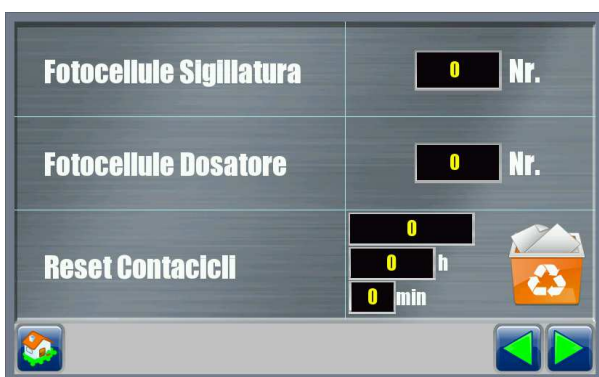 Fotocellule Sigillatura 0 Nr.
Fotocellule Dosatore 0 Nr.
0
Reset Contacicli 0 h
0 min